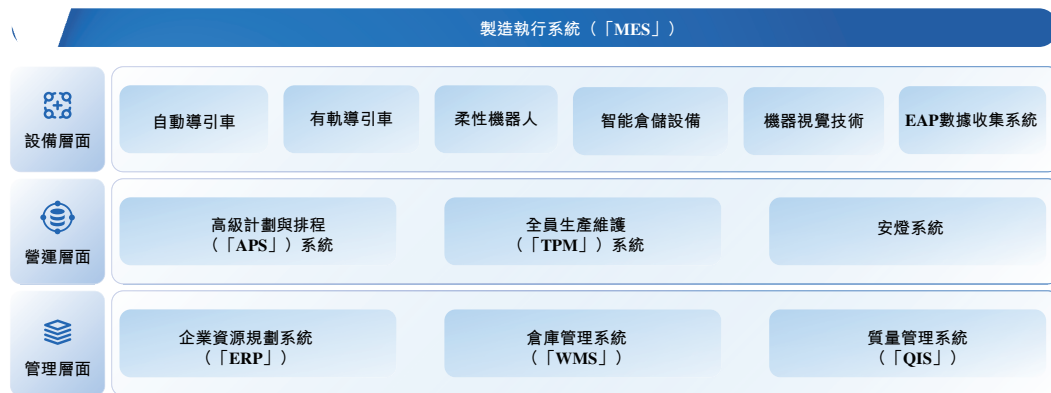 製造執行系統（「MES」）
設備層面
自動導引車
有軌導引車
柔性機器人
智能倉儲設備
機器視覺技術
EAP數據收集系統
營運層面
高級計劃與排程
（「APS」）系統
全員生產維護
（「TPM」）系統
安燈系統
管理層面
企業資源規劃系統
（「ERP」）
倉庫管理系統
（「WMS」）
質量管理系統
（「QIS」）